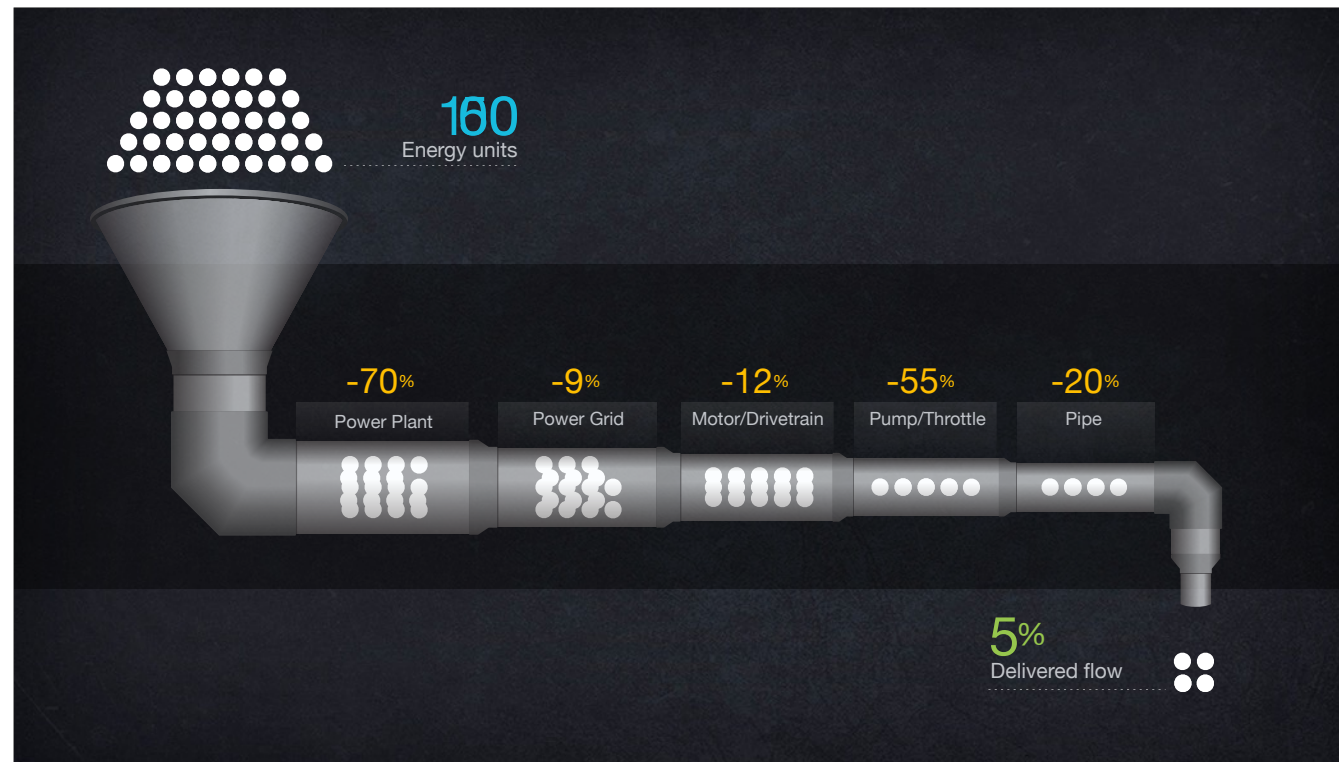 Energy units
-70%
Power Plant
-9%
Power Grid
-12%
Motor/Drivetrain
-55%
Pump/Throttle
-20%
Pipe
5%
Delivered flow